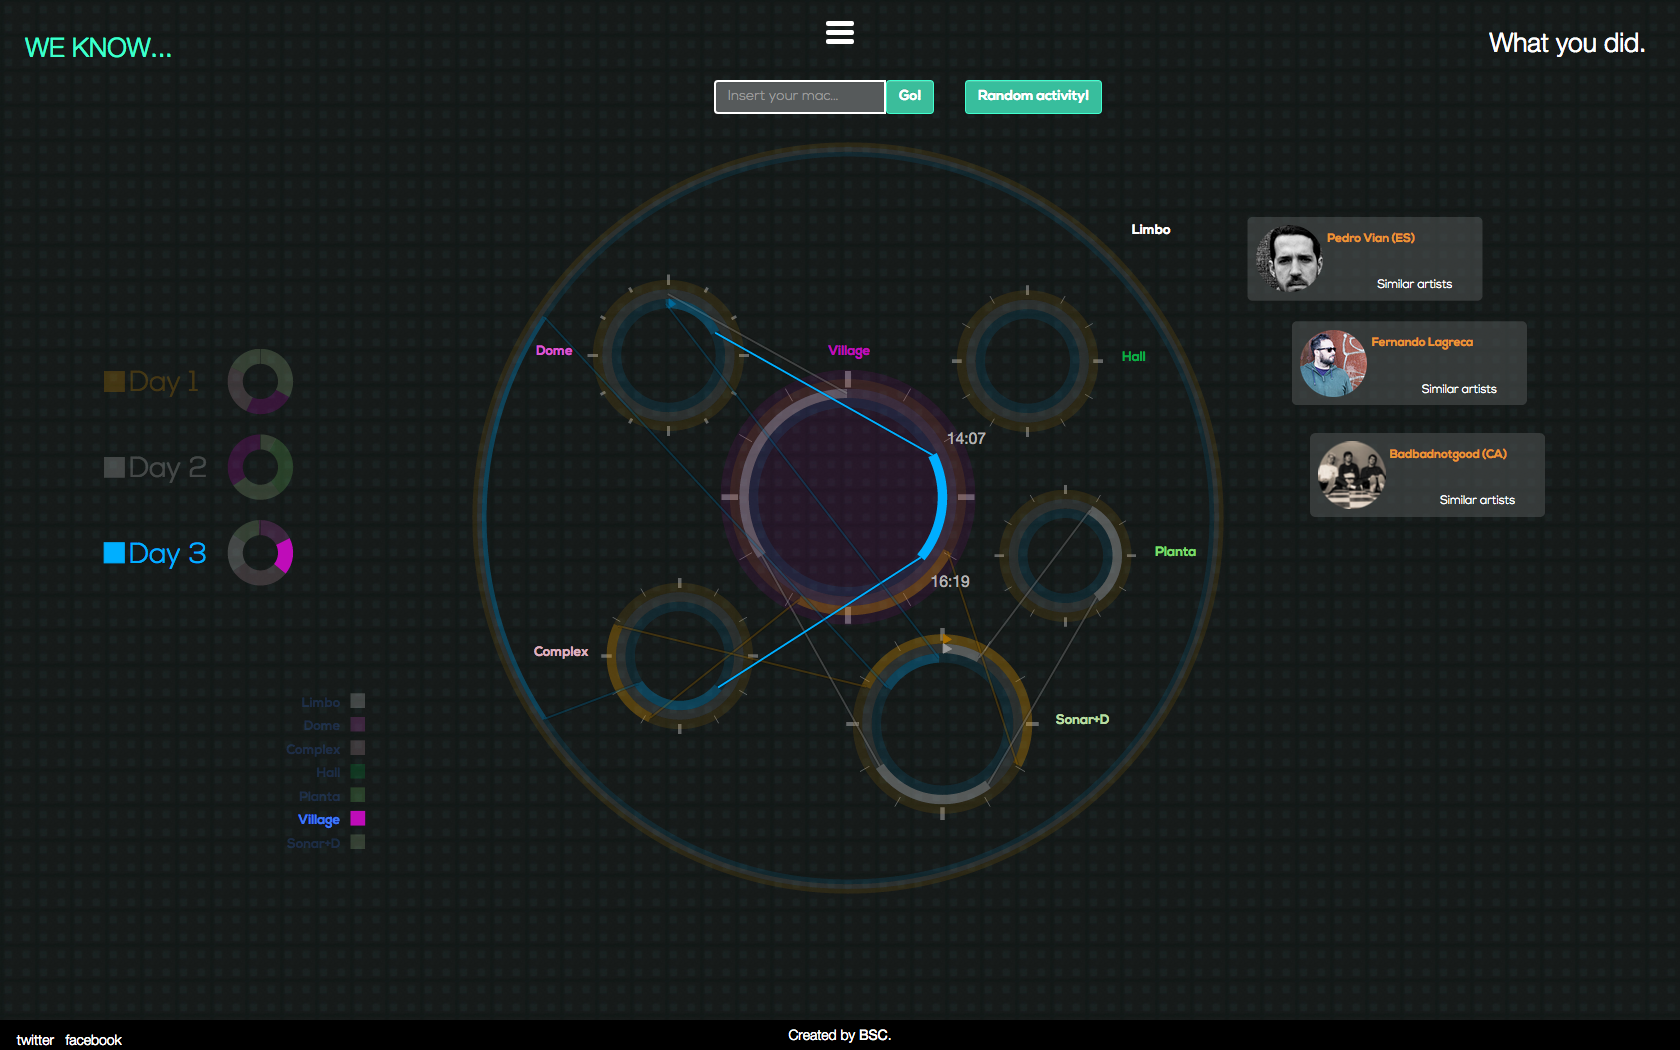 WE KNOW...
What you did.
Insert your mac...
Go!
Random activity!
Limbo
Pedro Vian (ES)
Similar artists
Fernando Lagreca
Similar artists
Badbadnotgood (CA)
Similar artists
Dome
Village
Hall
14:07
16:19
Planta
Complex
Sonar+D
Day 1
Day 2
Day 3
Limbo
Dome
Complex
Hall
Planta
Village
Sonar+D
twitter facebook
Created by BSC.